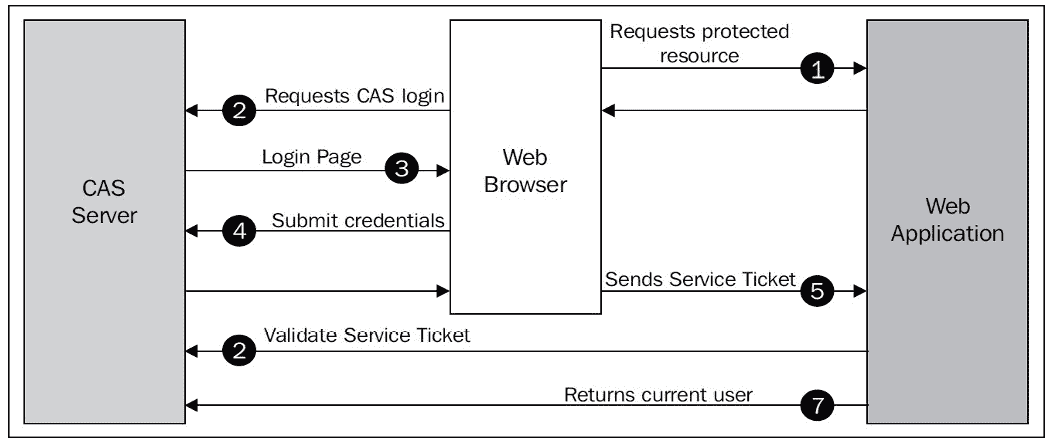 Requests protected
resource
1
2 Requests CAS login
Login Page 3
Web
Browser
CAS
Server
Web
Application
4 Submit credentials
Sends Service Ticket 5
2 Validate Service Ticket
Returns current user 7